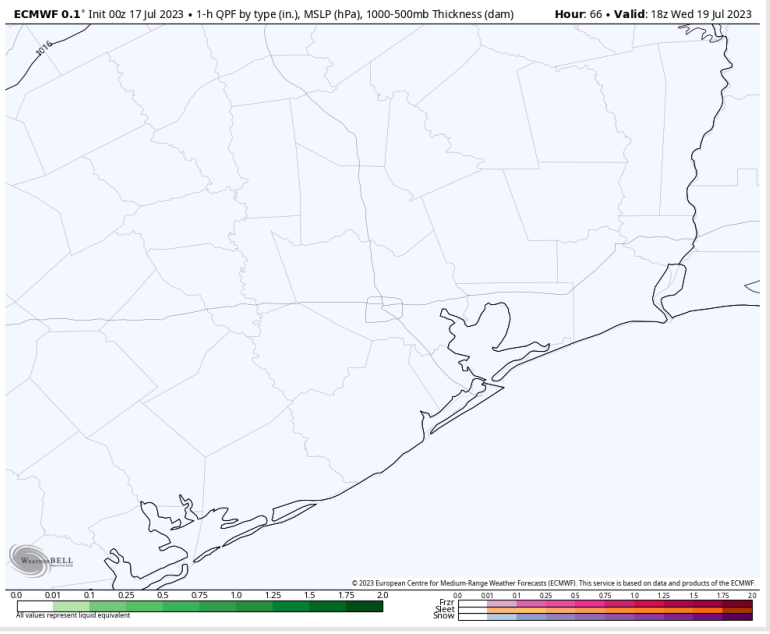 ECMWF 0.1° Init 00z 17 Jul 2023 • 1-h QPF by type (in.), MSLP (hPa), 1000-500mb Thickness (dam)
Hour: 66 • Valid: 18z Wed 19 Jul 2023
1016
WEATHERBELL
© 2023 European Centre for Medium-Range Weather Forecasts (ECMWF). This service is based on data and products of the ECMWF.
0.0 0.01 0.1 0.25 0.5 0.75 1.0 1.25 1.5 1.75 2.0
All values represent liquid equivalent
0.0 0.01 0.1 0.25 0.5 0.75 1.0 1.25 1.5 1.75 2.0
Frzr
Sleet
Snow